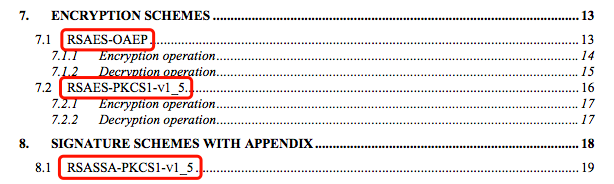 7. ENCRYPTION SCHEMES 13
7.1 RSAES-OAEP 13
7.1.1 Encryption operation 14
7.1.2 Decryption operation 15
7.2 RSAES-PKCS1-v1_5 16
7.2.1 Encryption operation 17
7.2.2 Decryption operation 17
8. SIGNATURE SCHEMES WITH APPENDIX 18
8.1 RSASSA-PKCS1-v1_5 19